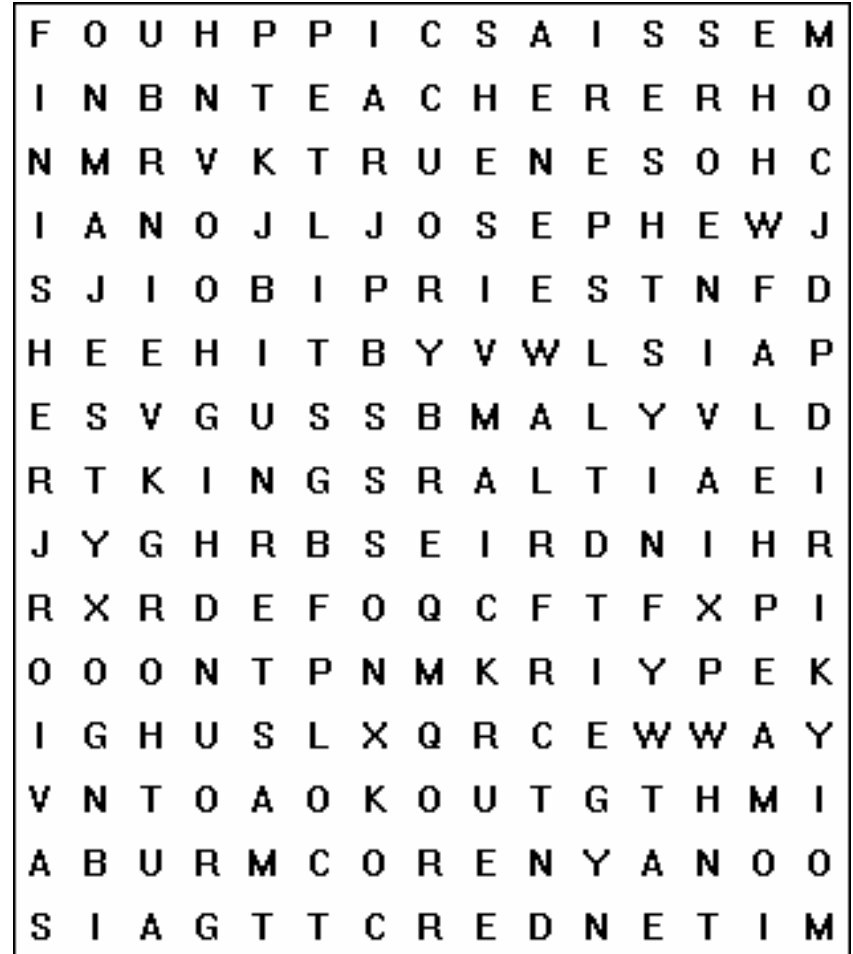 F O U H P P I C S A I S S E M
I N B N T E A C H E R E R H O
N M R V K T R U E N E S O H C
I A N O J L J O S E P H E W J
S J I O B I P R I E S T N F D
H E E H I T B Y V W L S I A P
E S V G U S S B M A L Y V L D
R T K I N G S R A L T I A E I
J Y G H R B S E I R D N I H R
R X R D E F O Q C F T F X P I
O O O N T P N M K R I Y P E K
I G H U S L X Q R C E W W A Y
V N T O A O K O U T G T H M I
A B U R M C O R E N Y A N O O
S I A G T T C R E D N E T I M